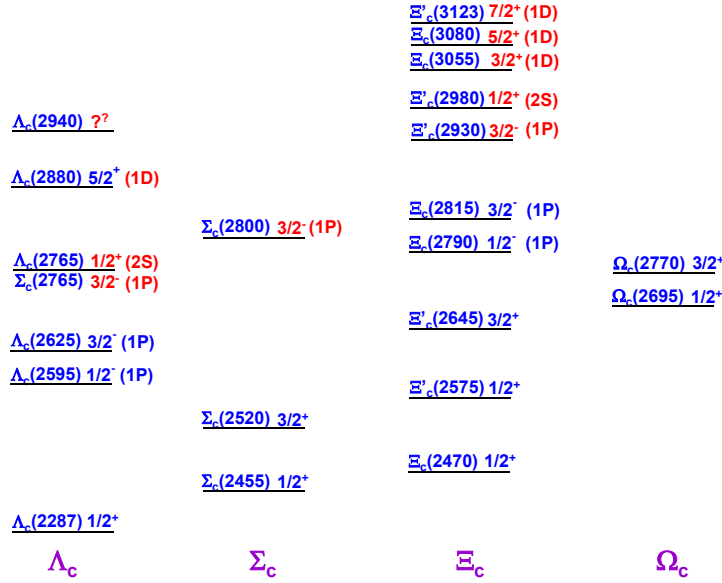 Ξ'c(3123) 7/2⁺ (1D)
Ξc(3080) 5/2⁺ (1D)
Ξc(3055) 3/2⁺ (1D)
Ξ'c(2980) 1/2⁺ (2S)
Λc(2940) ?? Ξ'c(2930) 3/2⁻ (1P)
Λc(2880) 5/2⁺ (1D)
Σc(2800) 3/2⁻ (1P) Ξc(2815) 3/2⁻ (1P)
Ξc(2790) 1/2⁻ (1P)
Λc(2765) 1/2⁺ (2S) Ωc(2770) 3/2⁺
Σc(2765) 3/2⁻ (1P)
Ωc(2695) 1/2⁺
Λc(2625) 3/2⁻ (1P) Ξ'c(2645) 3/2⁺
Λc(2595) 1/2⁻ (1P) Ξ'c(2575) 1/2⁺
Σc(2520) 3/2⁺
Σc(2455) 1/2⁺ Ξc(2470) 1/2⁺
Λc(2287) 1/2⁺
Λc Σc Ξc Ωc